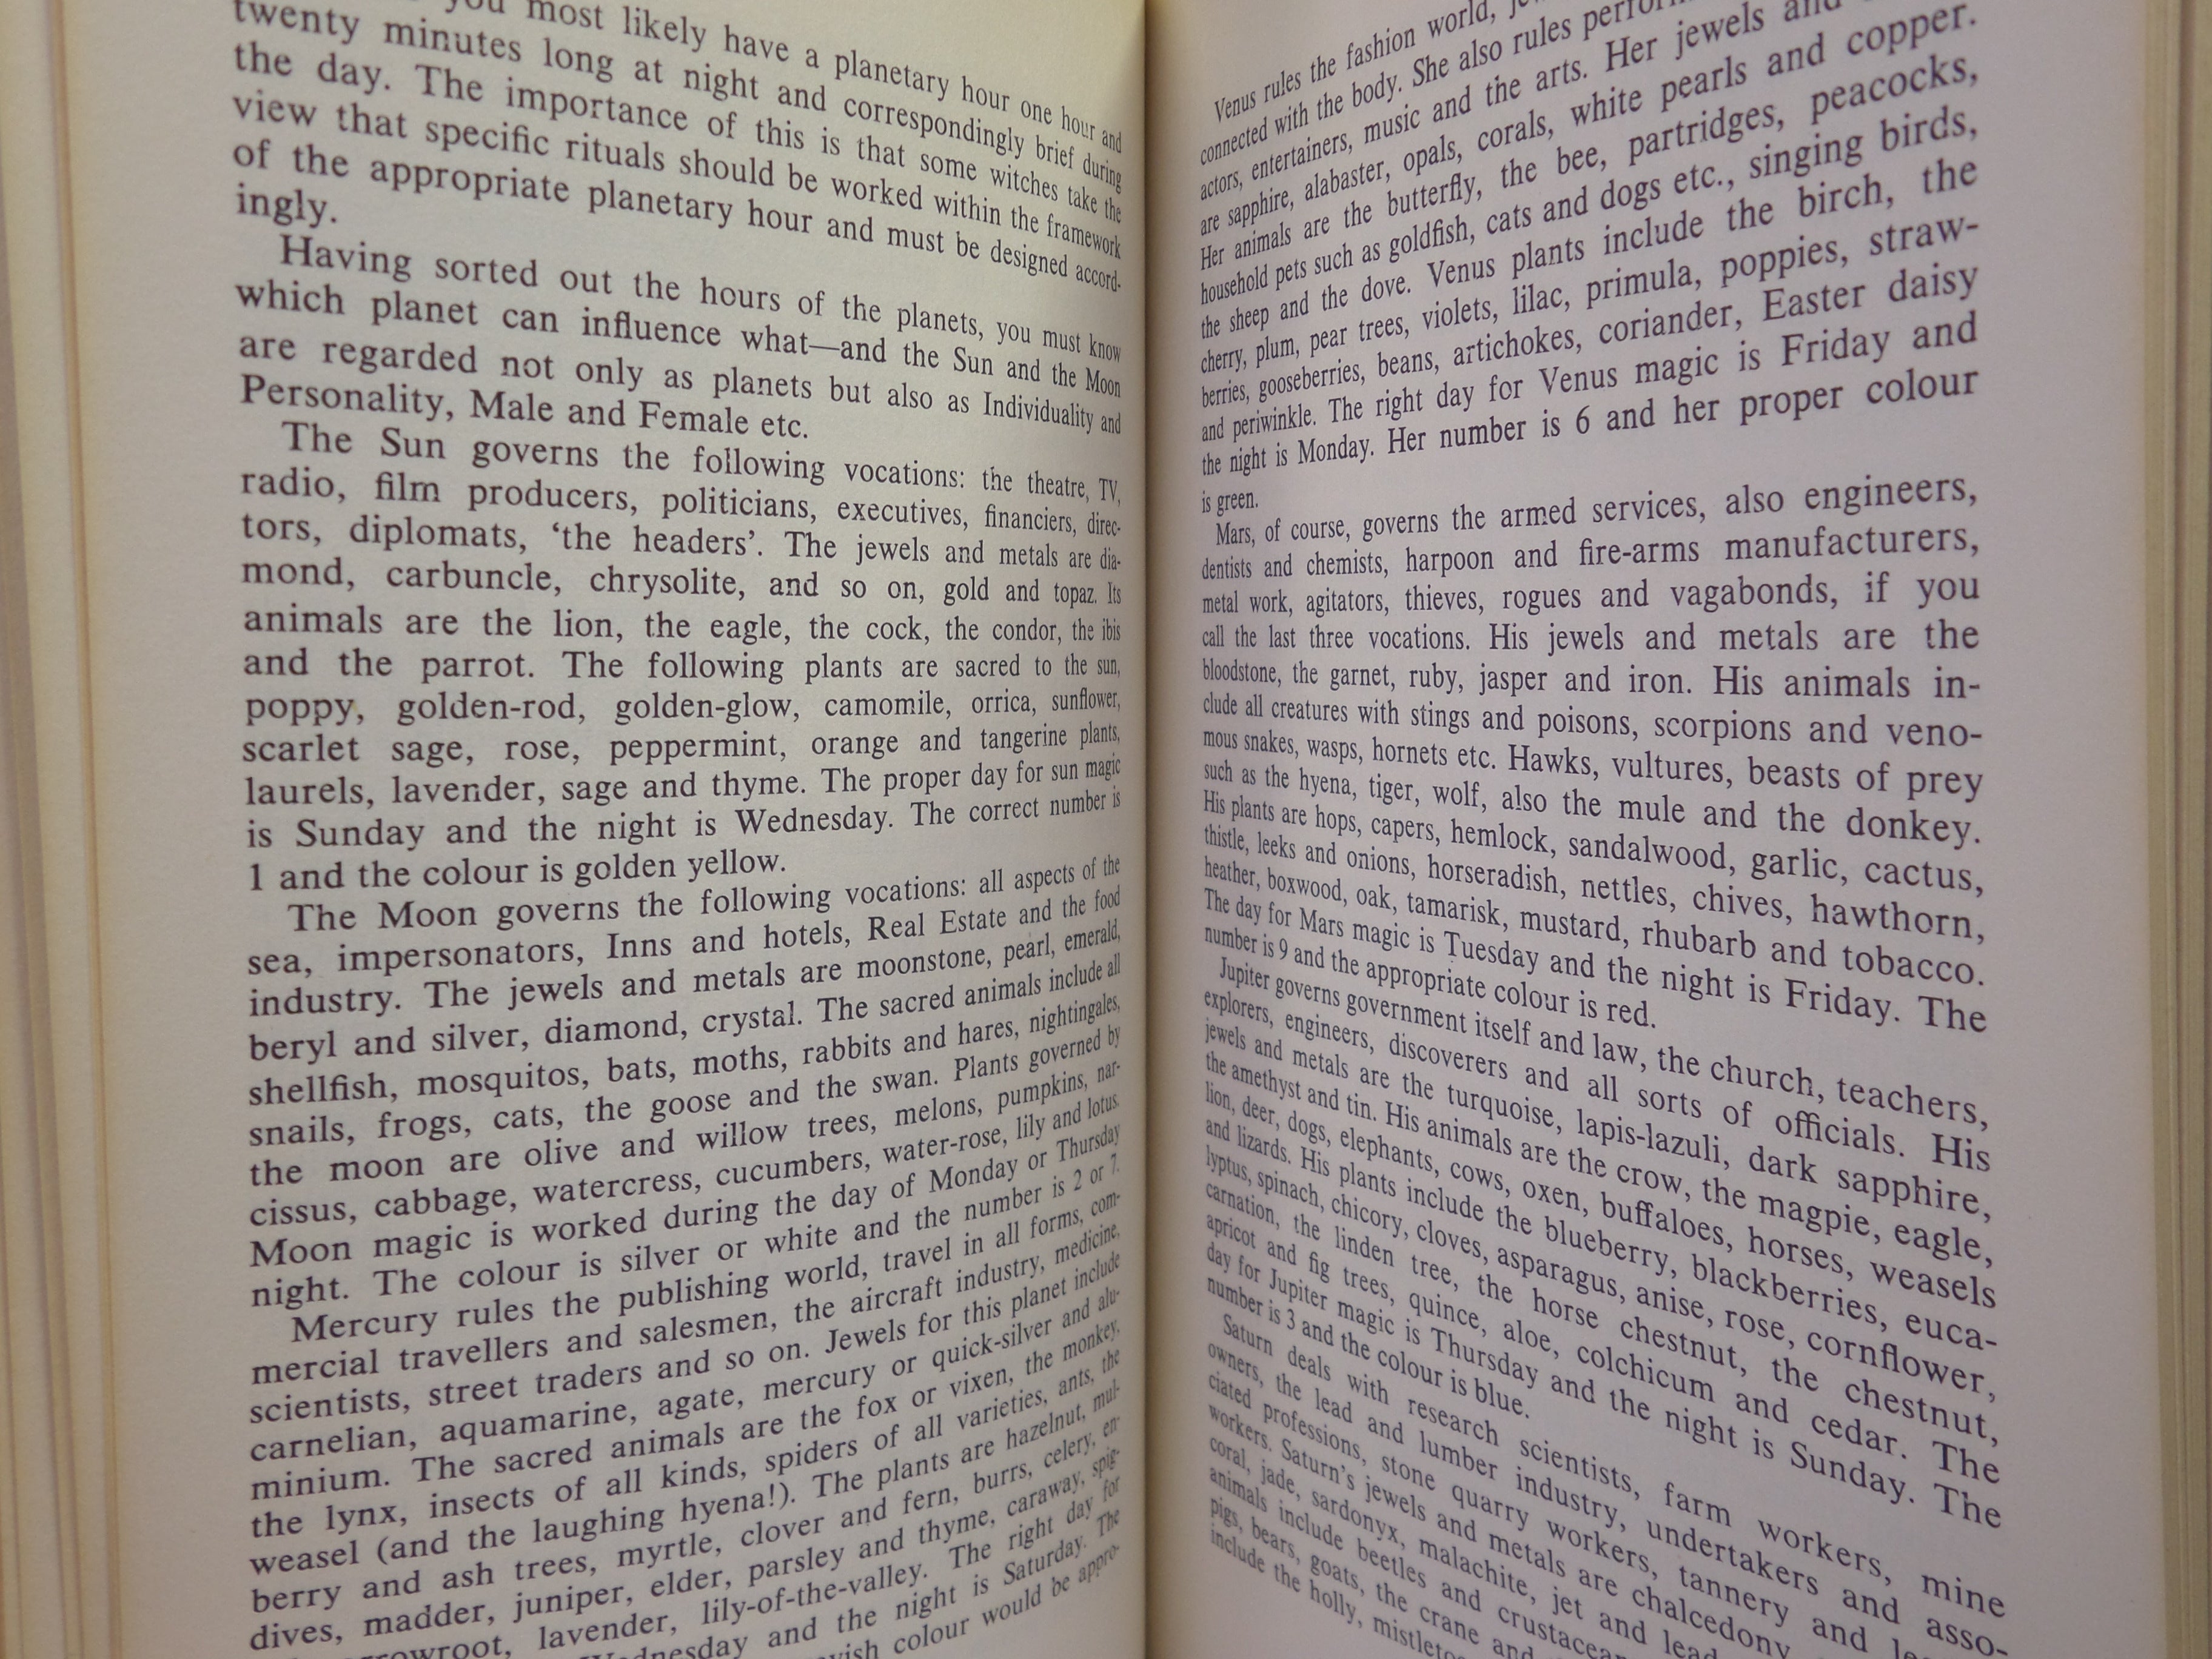 you most likely have a planetary hour one hour and
twenty minutes long at night and correspondingly brief during
the day. The importance of this is that some witches take the
view that specific rituals should be worked within the framework
of the appropriate planetary hour and must be designed accord-
ingly.
Having sorted out the hours of the planets, you must know
which planet can influence what—and the Sun and the Moon
are regarded not only as planets but also as Individuality and
Personality, Male and Female etc.
The Sun governs the following vocations: the theatre, TV,
radio, film producers, politicians, executives, financiers, direc-
tors, diplomats, ‘the headers’. The jewels and metals are dia-
mond, carbuncle, chrysolite, and so on, gold and topaz. Its
animals are the lion, the eagle, the cock, the condor, the ibis
and the parrot. The following plants are sacred to the sun,
poppy, golden-rod, golden-glow, camomile, orrica, sunflower,
scarlet sage, rose, peppermint, orange and tangerine plants,
laurels, lavender, sage and thyme. The proper day for sun magic
is Sunday and the night is Wednesday. The correct number is
1 and the colour is golden yellow.
The Moon governs the following vocations: all aspects of the
sea, impersonators, Inns and hotels, Real Estate and the food
industry. The jewels and metals are moonstone, pearl, emerald,
beryl and silver, diamond, crystal. The sacred animals include all
shellfish, mosquitos, bats, moths, rabbits and hares, nightingales,
snails, frogs, cats, the goose and the swan. Plants governed by
the moon are olive and willow trees, melons, pumpkins, nar-
cissus, cabbage, watercress, cucumbers, water-rose, lily and lotus.
Moon magic is worked during the day of Monday or Thursday
night. The colour is silver or white and the number is 2 or 7.
Mercury rules the publishing world, travel in all forms, com-
mercial travellers and salesmen, the aircraft industry, medicine,
scientists, street traders and so on. Jewels for this planet include
carnelian, aquamarine, agate, mercury or quick-silver and alu-
minium. The sacred animals are the fox or vixen, the monkey,
the lynx, insects of all kinds, spiders of all varieties, ants, the
weasel (and the laughing hyena!). The plants are hazelnut, mul-
berry and ash trees, myrtle, clover and fern, burrs, celery, en-
dives, madder, juniper, elder, parsley and thyme, caraway, spig-
lavender, lily-of-the-valley. The right day for
and the night is Saturday. The
colour would be appro-
Venus rules the fashion world,
connected with the body. She also rules
actors, entertainers, music and the arts. Her jewels and
are sapphire, alabaster, opals, corals, white pearls and copper.
Her animals are the butterfly, the bee, partridges, peacocks,
household pets such as goldfish, cats and dogs etc., singing birds,
the sheep and the dove. Venus plants include the birch, the
cherry, plum, pear trees, violets, lilac, primula, poppies, straw-
berries, gooseberries, beans, artichokes, coriander, Easter daisy
and periwinkle. The right day for Venus magic is Friday and
the night is Monday. Her number is 6 and her proper colour
is green.
Mars, of course, governs the armed services, also engineers,
dentists and chemists, harpoon and fire-arms manufacturers,
metal work, agitators, thieves, rogues and vagabonds, if you
call the last three vocations. His jewels and metals are the
bloodstone, the garnet, ruby, jasper and iron. His animals in-
clude all creatures with stings and poisons, scorpions and veno-
mous snakes, wasps, hornets etc. Hawks, vultures, beasts of prey
such as the hyena, tiger, wolf, also the mule and the donkey.
His plants are hops, capers, hemlock, sandalwood, garlic, cactus,
thistle, leeks and onions, horseradish, nettles, chives, hawthorn,
heather, boxwood, oak, tamarisk, mustard, rhubarb and tobacco.
The day for Mars magic is Tuesday and the night is Friday. The
number is 9 and the appropriate colour is red.
Jupiter governs government itself and law, the church, teachers,
explorers, engineers, discoverers and all sorts of officials. His
jewels and metals are the turquoise, lapis-lazuli, dark sapphire,
the amethyst and tin. His animals are the crow, the magpie, eagle,
lion, deer, dogs, elephants, cows, oxen, buffaloes, horses, weasels
and lizards. His plants include the blueberry, blackberries, euca-
lyptus, spinach, chicory, cloves, asparagus, anise, rose, cornflower,
carnation, the linden tree, the horse chestnut, the chestnut,
apricot and fig trees, quince, aloe, colchicum and cedar. The
day for Jupiter magic is Thursday and the night is Sunday. The
number is 3 and the colour is blue.
Saturn deals with research scientists, farm workers, mine
owners, the lead and lumber industry, undertakers and asso-
ciated professions, stone quarry workers, tannery and
workers. Saturn’s jewels and metals are chalcedony
coral, jade, sardonyx, malachite, jet and lead
animals include beetles and
pigs, bears, goats, the crane and
include the holly,